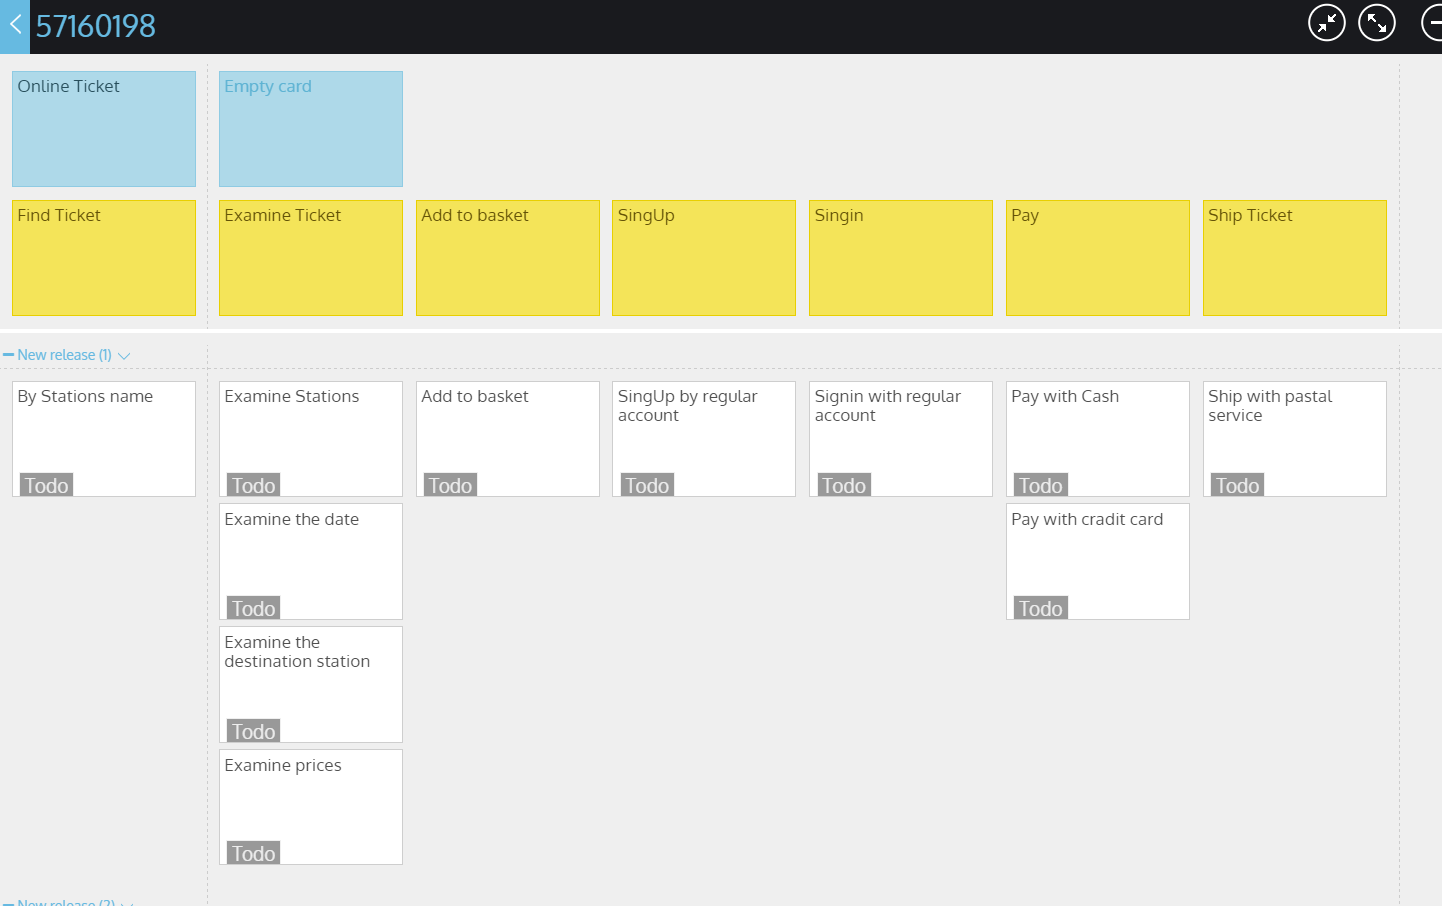 57160198
Online Ticket
Empty card
Find Ticket
Examine Ticket
Add to basket
SingUp
Singin
Pay
Ship Ticket
New release (1)
By Stations name
Todo
Examine Stations
Todo
Add to basket
Todo
SingUp by regular
account
Todo
Signin with regular
account
Todo
Pay with Cash
Todo
Ship with pastal
service
Todo
Examine the date
Todo
Pay with cradit card
Todo
Examine the
destination station
Todo
Examine prices
Todo
New release (2)